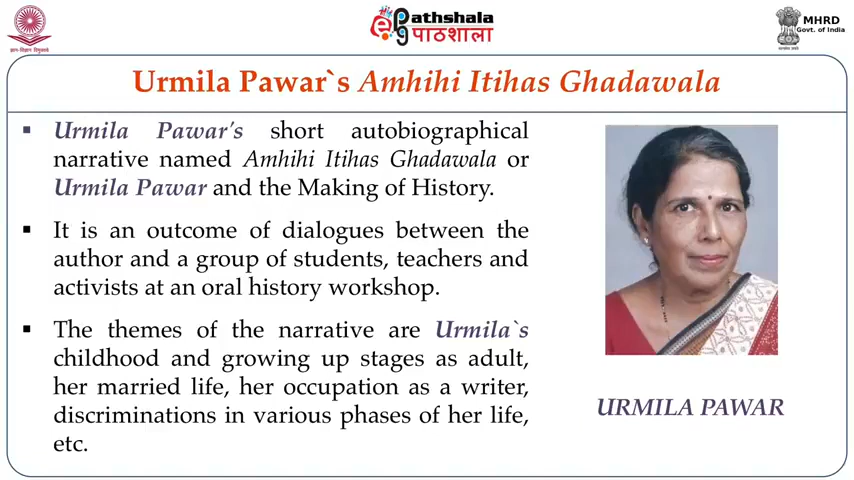 Pathshala
पाठशाला
MHRD
Govt. of India
Urmila Pawar`s Amhihi Itihas Ghadawala
▪ Urmila Pawar's short autobiographical
narrative named Amhihi Itihas Ghadawala or
Urmila Pawar and the Making of History.
▪ It is an outcome of dialogues between the
author and a group of students, teachers and
activists at an oral history workshop.
▪ The themes of the narrative are Urmila`s
childhood and growing up stages as adult,
her married life, her occupation as a writer,
discriminations in various phases of her life,
etc.
URMILA PAWAR